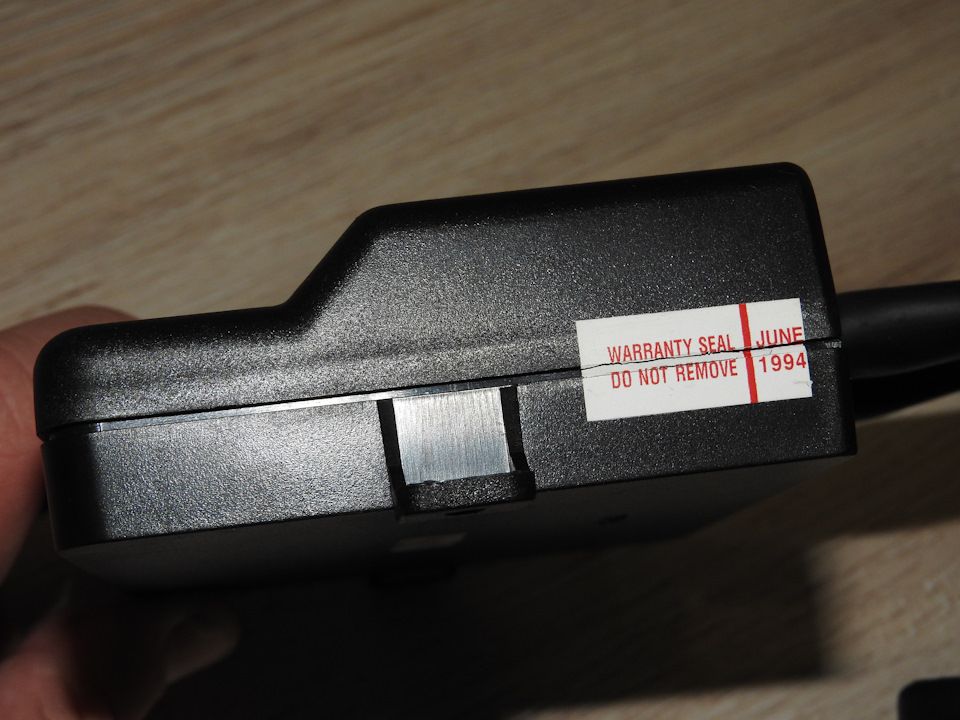 WARRANTY SEAL
DO NOT REMOVE
JUNE
1994